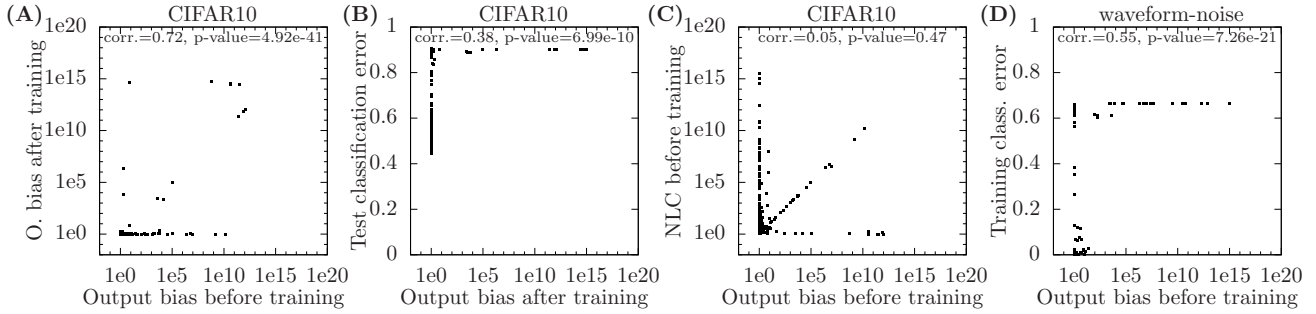 (A)
CIFAR10
corr.=0.72, p-value=4.92e-41
O. bias after training
1e20
1e15
1e10
1e5
1e0
1e0 1e5 1e10 1e15 1e20
Output bias before training
(B)
CIFAR10
corr.=0.38, p-value=6.99e-10
Test classification error
1
0.8
0.6
0.4
0.2
0
1e0 1e5 1e10 1e15 1e20
Output bias after training
(C)
CIFAR10
corr.=0.05, p-value=0.47
NLC before training
1e20
1e15
1e10
1e5
1e0
1e0 1e5 1e10 1e15 1e20
Output bias before training
(D)
waveform-noise
corr.=0.55, p-value=7.26e-21
Training class. error
1
0.8
0.6
0.4
0.2
0
1e0 1e5 1e10 1e15 1e20
Output bias before training